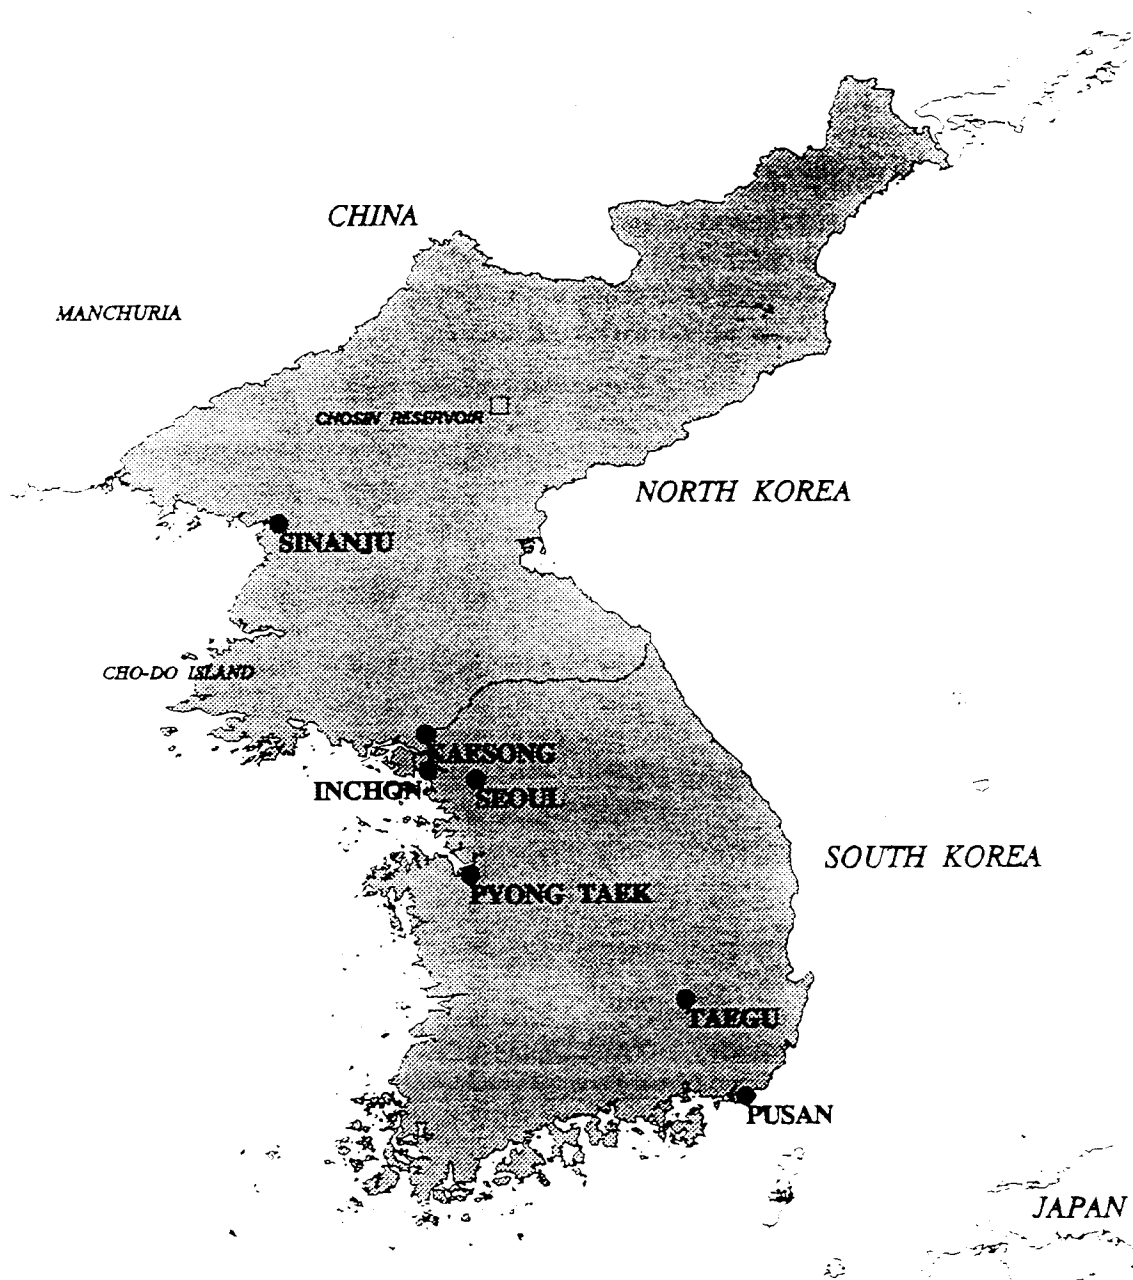 CHINA
MANCHURIA
CHOSIN RESERVOIR
NORTH KOREA
SINANJU
CHO-DO ISLAND
KAESONG
INCHON
SEOUL
SOUTH KOREA
PYONG TAEK
TAEGU
PUSAN
JAPAN